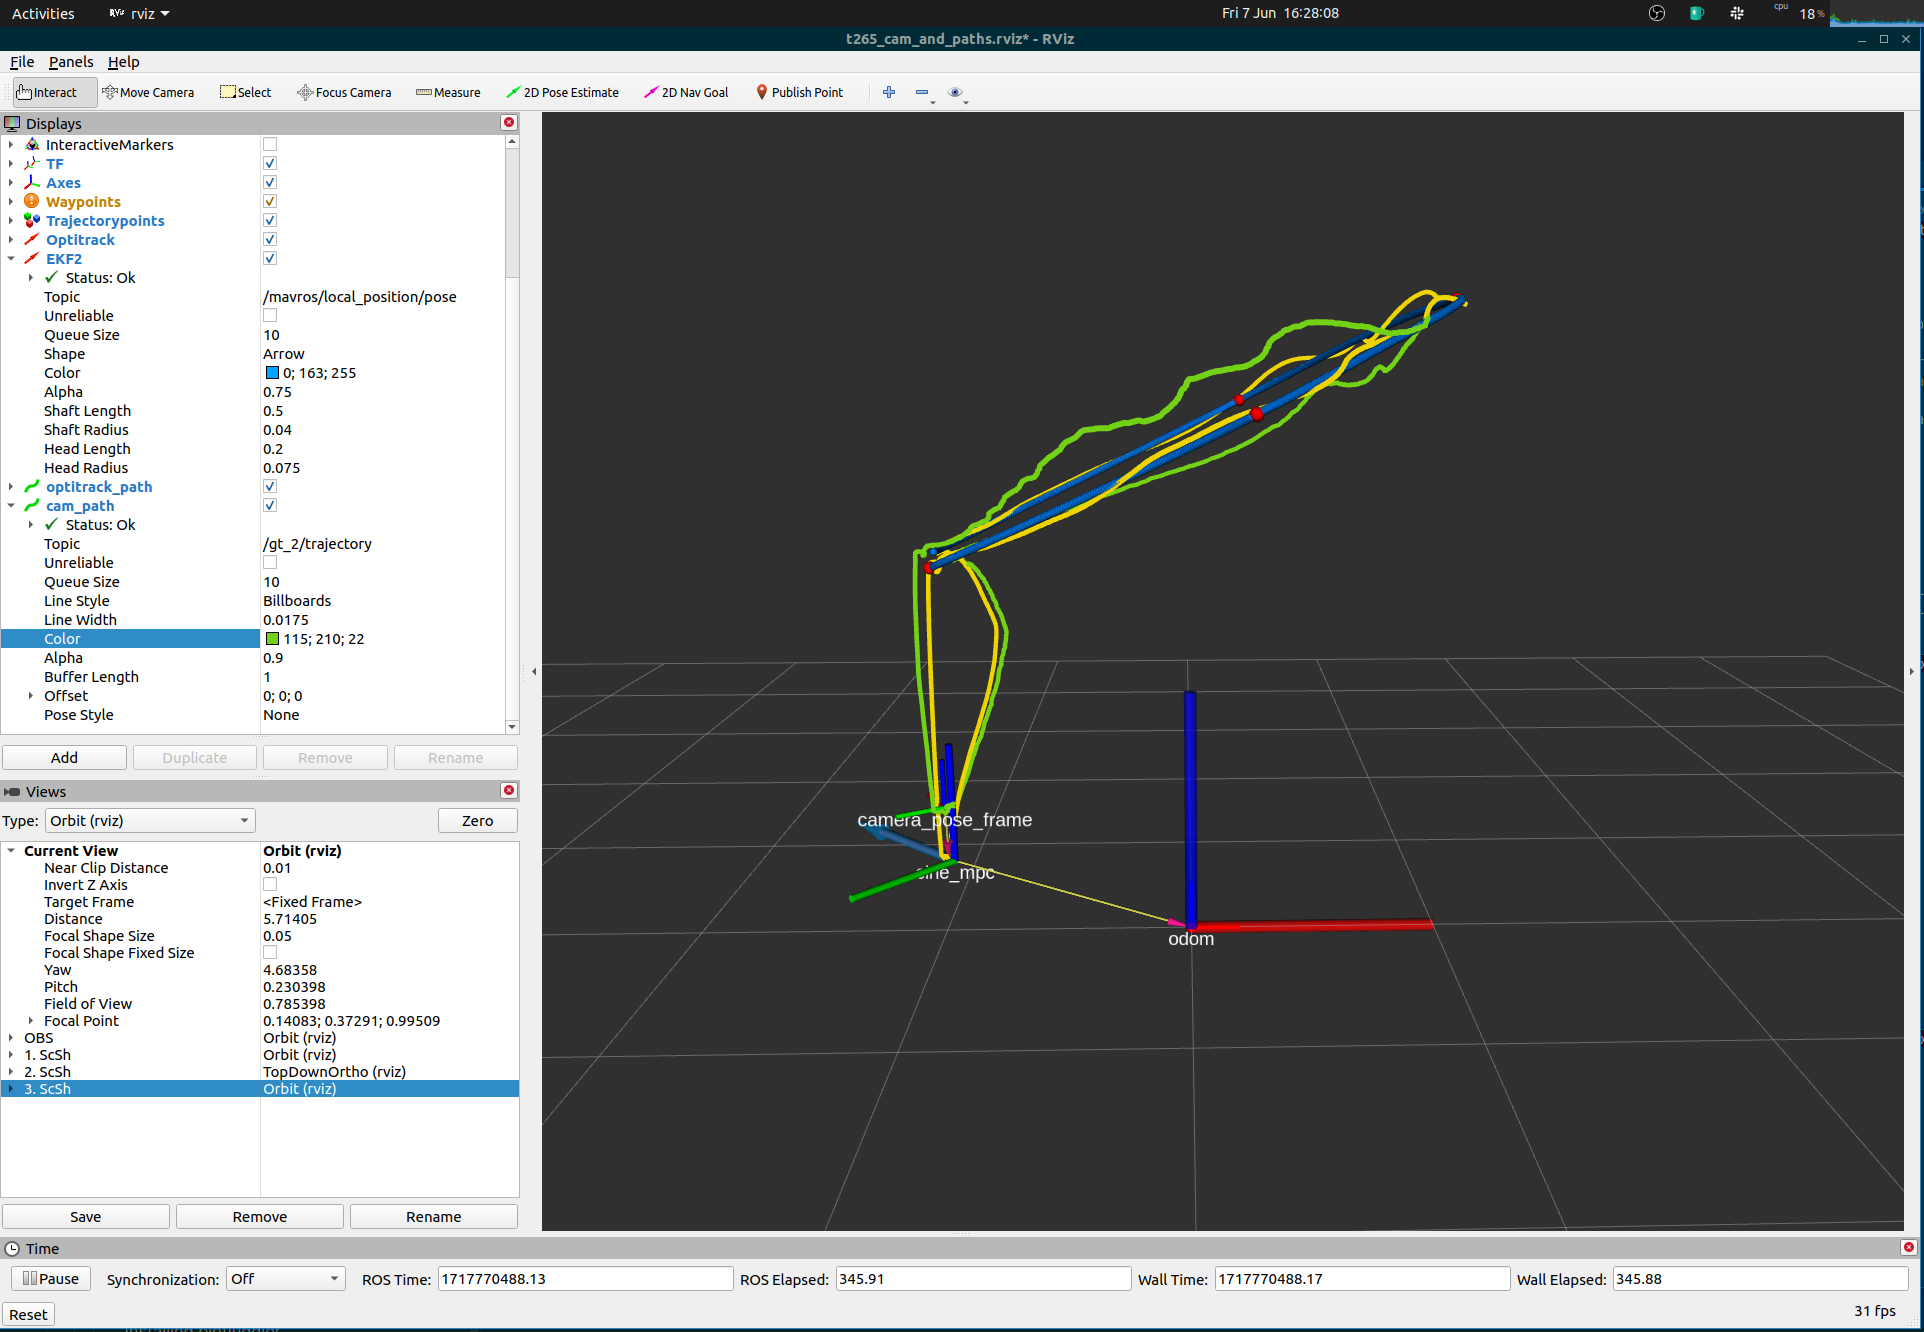 Activities RViz rviz Fri 7 Jun 16:28:08 cpu 18%
t265_cam_and_paths.rviz* - RViz
File Panels Help
Interact Move Camera Select Focus Camera Measure 2D Pose Estimate 2D Nav Goal Publish Point
Displays
InteractiveMarkers
TF
Axes
Waypoints
Trajectorypoints
Optitrack
EKF2
Status: Ok
Topic /mavros/local_position/pose
Unreliable
Queue Size 10
Shape Arrow
Color 0; 163; 255
Alpha 0.75
Shaft Length 0.5
Shaft Radius 0.04
Head Length 0.2
Head Radius 0.075
optitrack_path
cam_path
Status: Ok
Topic /gt_2/trajectory
Unreliable
Queue Size 10
Line Style Billboards
Line Width 0.0175
Color 115; 210; 22
Alpha 0.9
Buffer Length 1
Offset 0; 0; 0
Pose Style None
Add Duplicate Remove Rename
Views
Type: Orbit (rviz) Zero
Current View Orbit (rviz)
Near Clip Distance 0.01
Invert Z Axis
Target Frame <Fixed Frame>
Distance 5.71405
Focal Shape Size 0.05
Focal Shape Fixed Size
Yaw 4.68358
Pitch 0.230398
Field of View 0.785398
Focal Point 0.14083; 0.37291; 0.99509
OBS Orbit (rviz)
1. ScSh Orbit (rviz)
2. ScSh TopDownOrtho (rviz)
3. ScSh Orbit (rviz)
Save Remove Rename
camera_pose_frame
cine_mpc
odom
Time
Pause Synchronization: Off ROS Time: 1717770488.13 ROS Elapsed: 345.91 Wall Time: 1717770488.17 Wall Elapsed: 345.88
Reset 31 fps